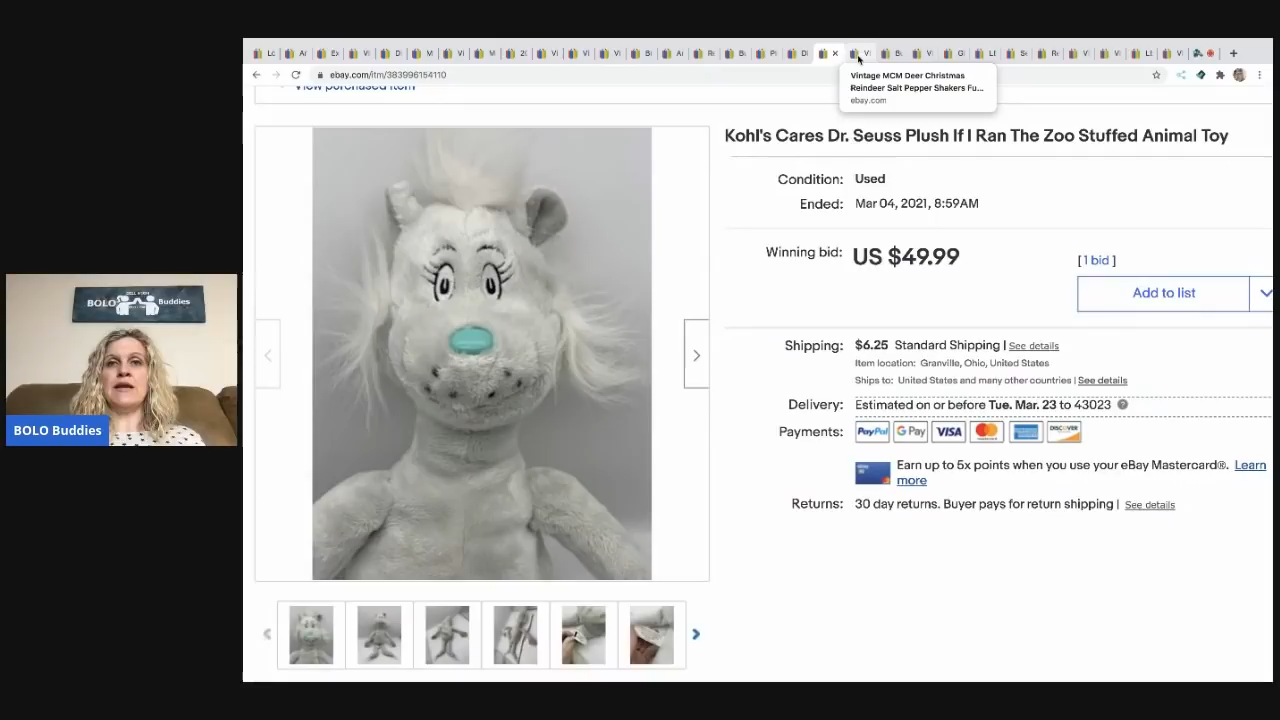 ebay.com/itm/383996154110
Vintage MCM Deer Christmas
Reindeer Salt Pepper Shakers Fu...
ebay.com
View purchased item
Kohl's Cares Dr. Seuss Plush If I Ran The Zoo Stuffed Animal Toy
Condition: Used
Ended: Mar 04, 2021, 8:59AM
Winning bid: US $49.99 [ 1 bid ]
Add to list
Shipping: $6.25 Standard Shipping | See details
Item location: Granville, Ohio, United States
Ships to: United States and many other countries | See details
Delivery: Estimated on or before Tue. Mar. 23 to 43023
Payments: PayPal G Pay VISA MasterCard DISCOVER
Earn up to 5x points when you use your eBay Mastercard®. Learn
more
Returns: 30 day returns. Buyer pays for return shipping | See details
BOLO Buddies
BOLO Buddies